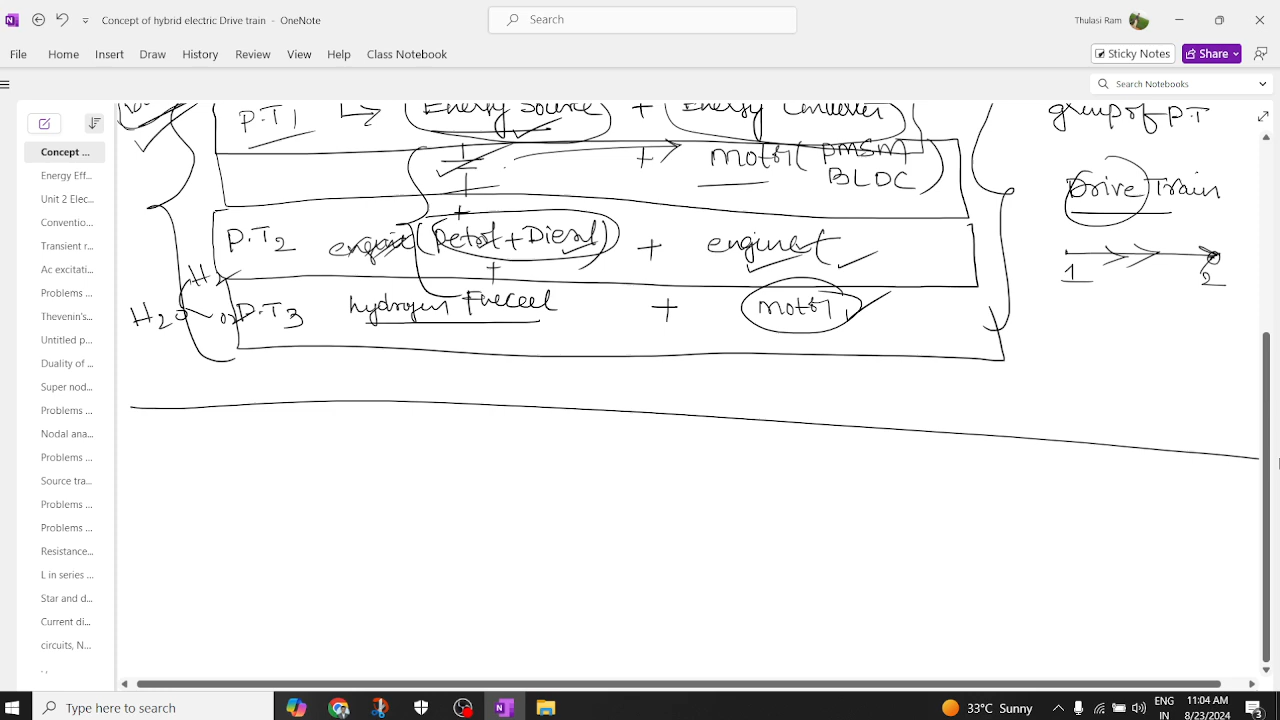 Concept of hybrid electric Drive train - OneNote
Search
Thulasi Ram
File Home Insert Draw History Review View Help Class Notebook
Sticky Notes
Share
Search Notebooks
Concept ...
Energy Eff...
Unit 2 Elec...
Conventio...
Transient r...
Ac excitati...
Problems ...
Thevenin's...
Untitled p...
Duality of ...
Super nod...
Problems ...
Nodal ana...
Problems ...
Source tra...
Problems ...
Problems ...
Resistance...
L in series ...
Star and d...
Current di...
circuits, N...
P.T1 Energy Source + Energy Converter
+ motor ( PMSM
BLDC )
P.T2 engine ( Petrol + Diesel ) + engine
+
H2
H2O or P.T3 hydrogen Fuecel + motor
group of P.T
Drive Train
1 2
Type here to search
33°C Sunny
ENG
IN
11:04 AM
8/23/2024
3